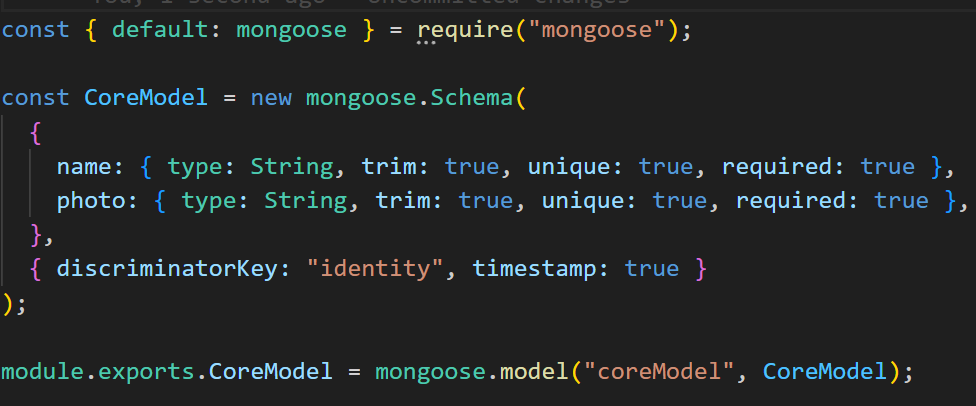 You, 1 second ago Uncommitted changes
const { default: mongoose } = require("mongoose");
const CoreModel = new mongoose.Schema(
{
name: { type: String, trim: true, unique: true, required: true },
photo: { type: String, trim: true, unique: true, required: true },
},
{ discriminatorKey: "identity", timestamp: true }
);
module.exports.CoreModel = mongoose.model("coreModel", CoreModel);